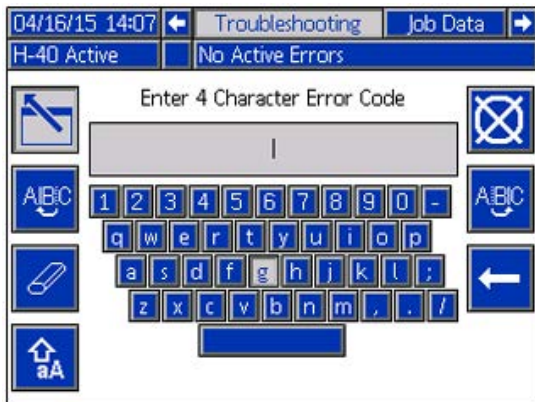 04/16/15 14:07 Troubleshooting Job Data
H-40 Active No Active Errors
Enter 4 Character Error Code
ABC ABC
1 2 3 4 5 6 7 8 9 0 -
q w e r t y u i o p
a s d f g h j k l ;
z x c v b n m , . /
aA